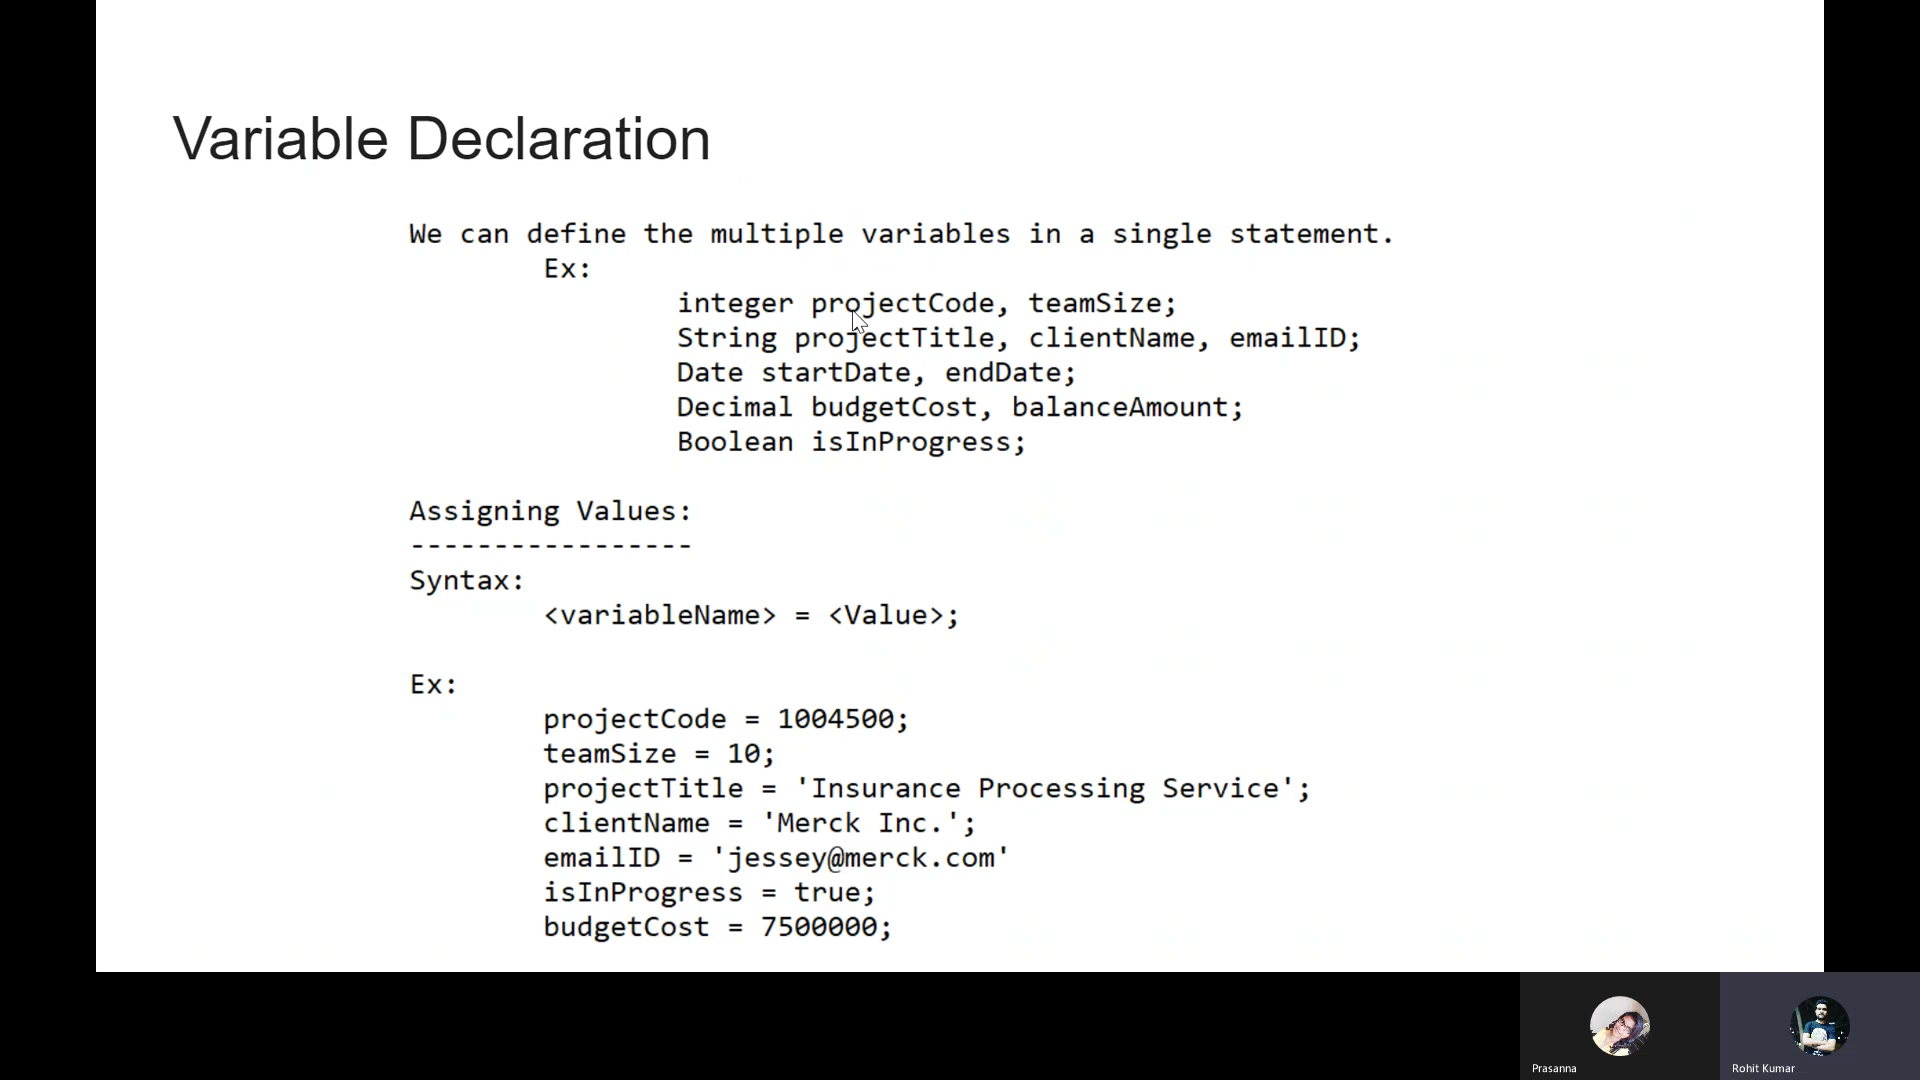 Variable Declaration
We can define the multiple variables in a single statement.
Ex:
integer projectCode, teamSize;
String projectTitle, clientName, emailID;
Date startDate, endDate;
Decimal budgetCost, balanceAmount;
Boolean isInProgress;
Assigning Values:
-----------------
Syntax:
<variableName> = <Value>;
Ex:
projectCode = 1004500;
teamSize = 10;
projectTitle = 'Insurance Processing Service';
clientName = 'Merck Inc.';
emailID = 'jessey@merck.com'
isInProgress = true;
budgetCost = 7500000;
Prasanna
Rohit Kumar